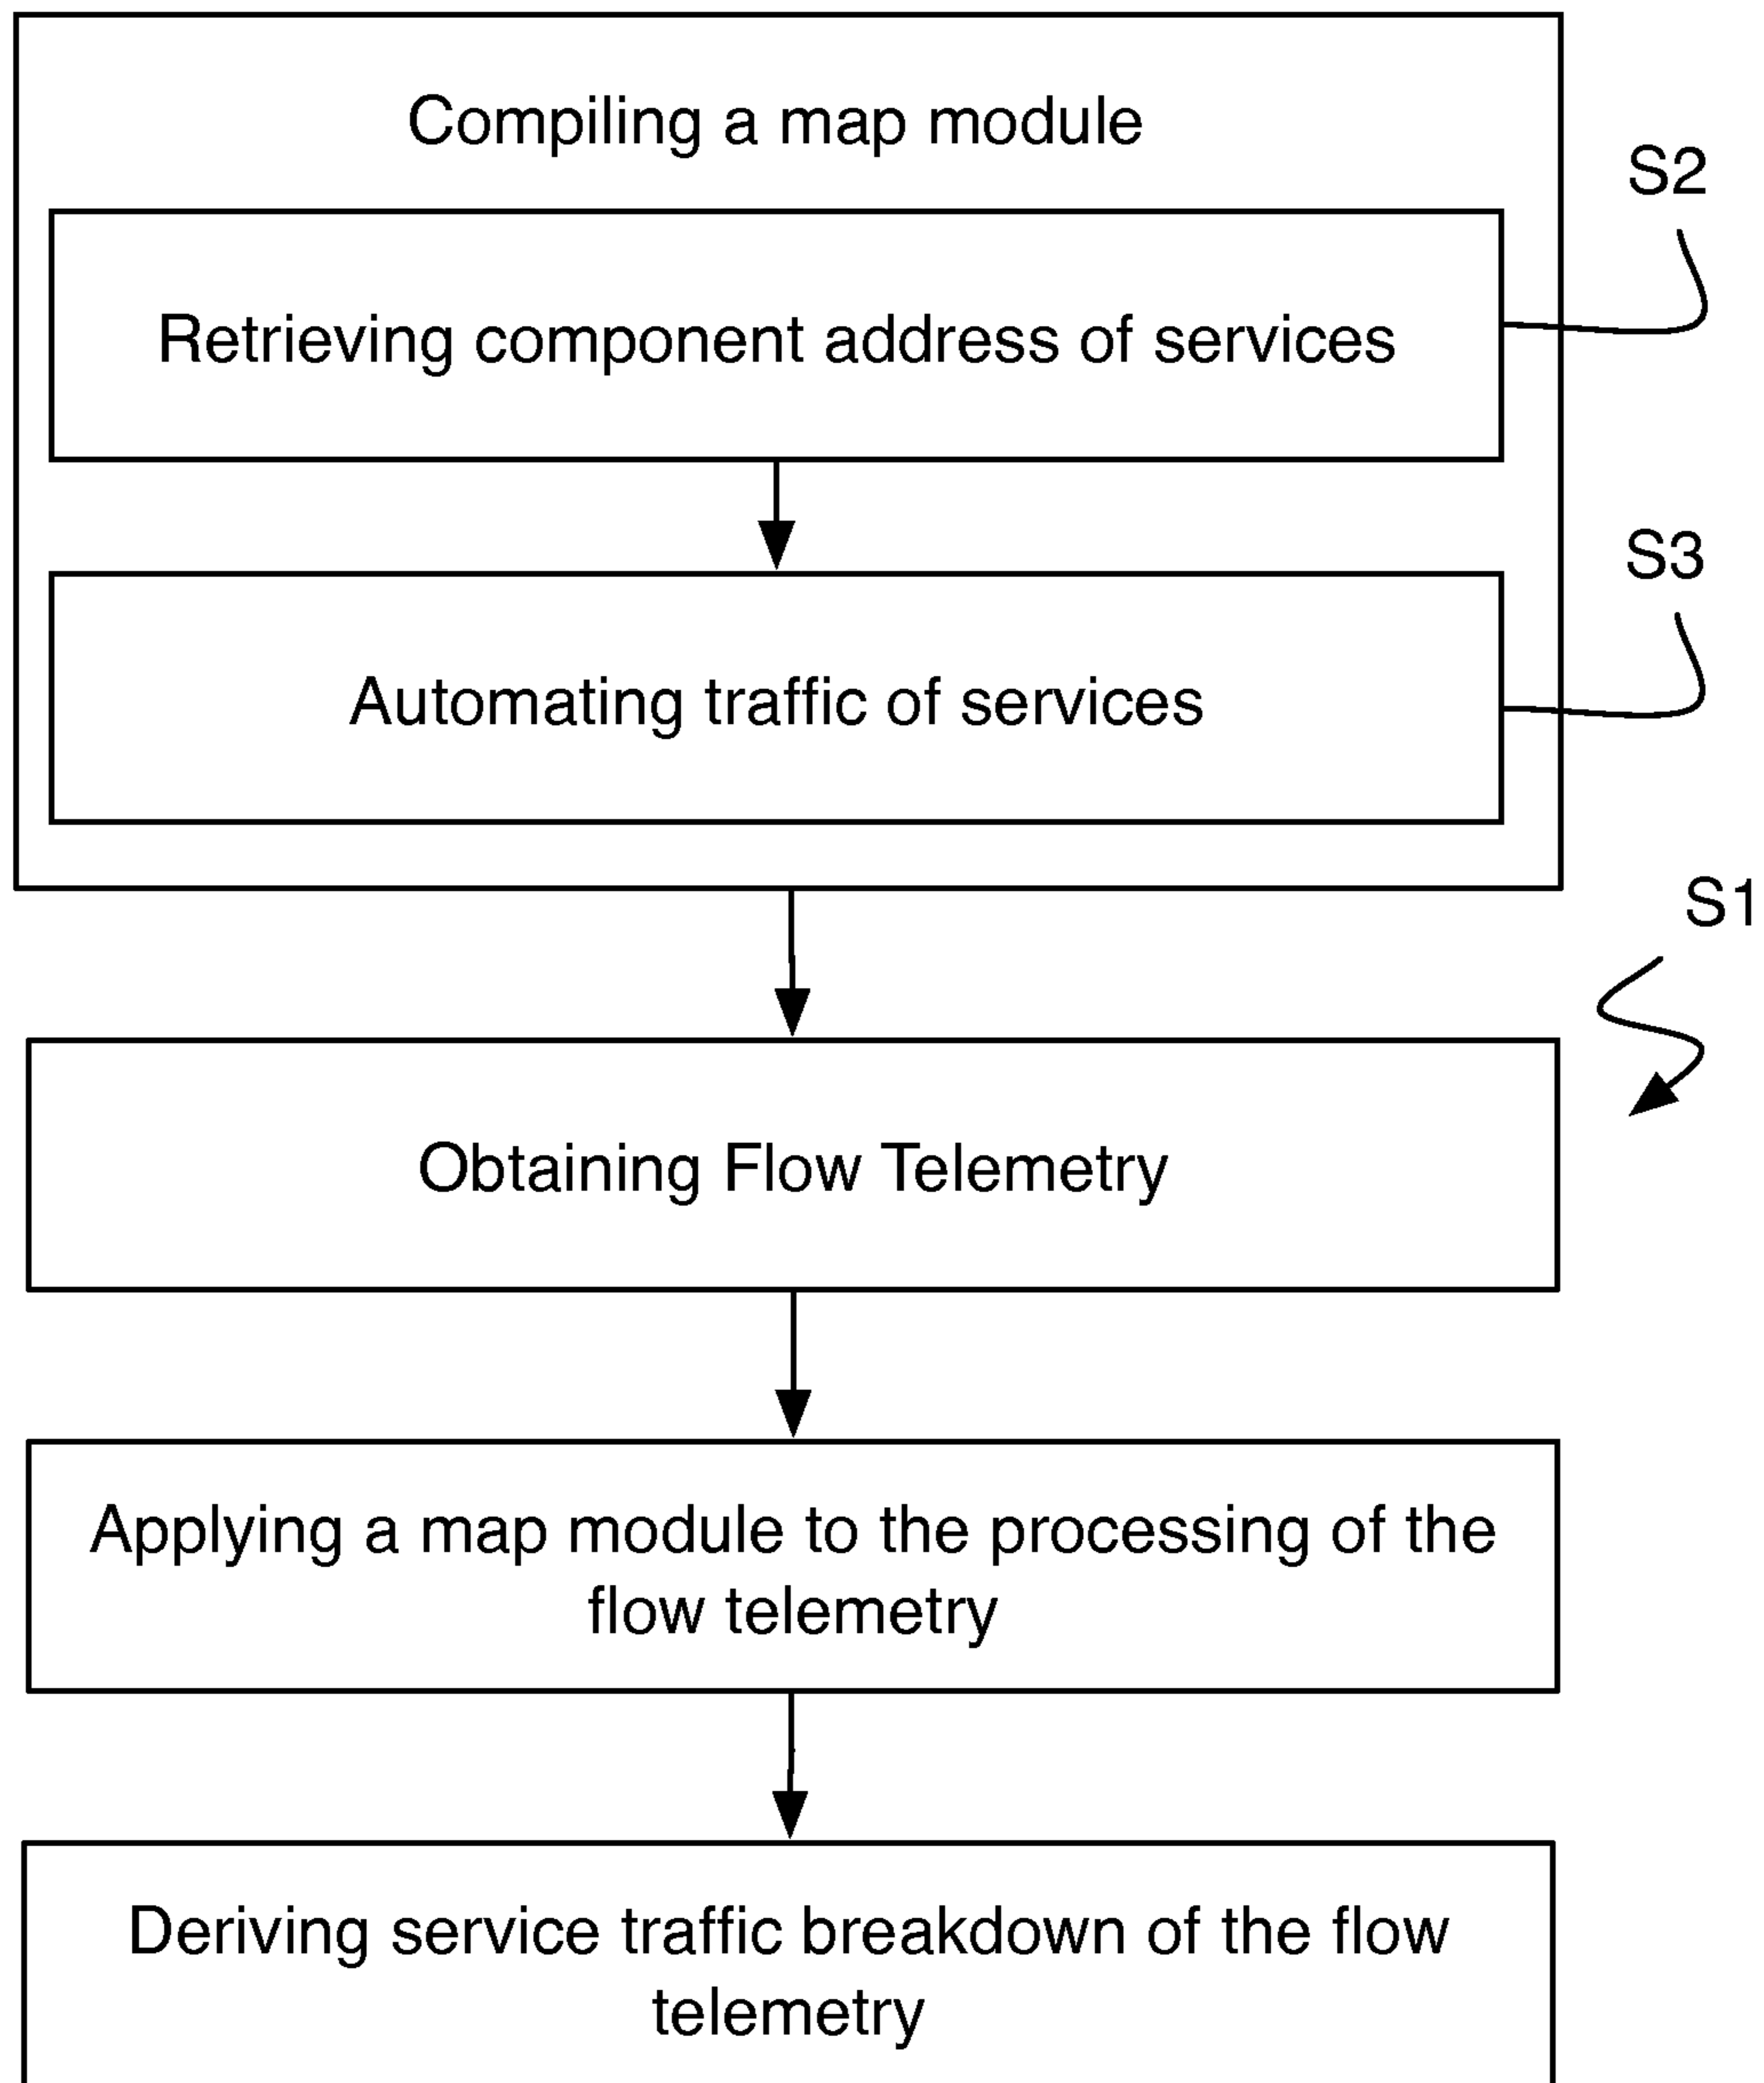 Compiling a map module
S2
Retrieving component address of services
S3
Automating traffic of services
S1
Obtaining Flow Telemetry
Applying a map module to the processing of the
flow telemetry
Deriving service traffic breakdown of the flow
telemetry